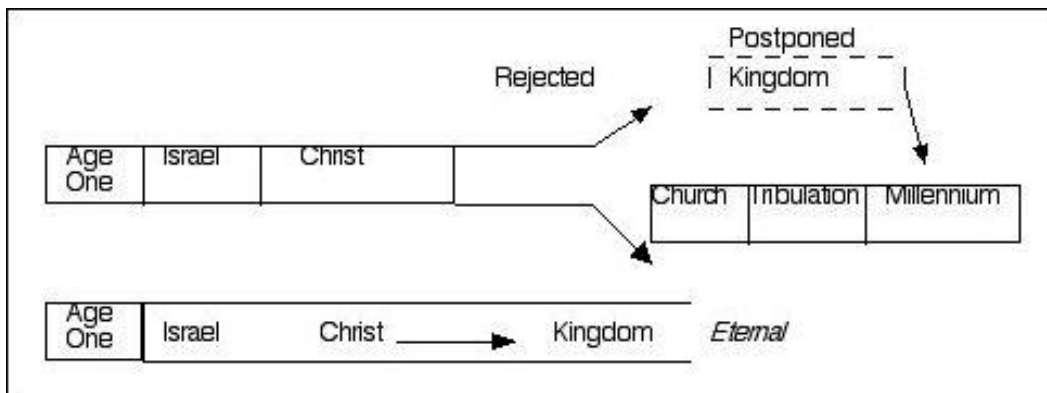 Postponed
Rejected Kingdom
Age One Israel Christ
Church Tribulation Millennium
Age One Israel Christ Kingdom Eternal